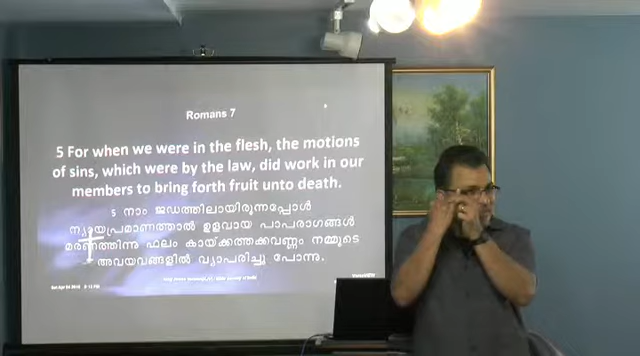 Romans 7
5 For when we were in the flesh, the motions
of sins, which were by the law, did work in our
members to bring forth fruit unto death.
5 നാം ജഡത്തിലായിരുന്നപ്പോൾ
ന്യായപ്രമാണത്താൽ ഉളവായ പാപരാഗങ്ങൾ
മരണത്തിന്നു ഫലം കായ്ക്കത്തക്കവണ്ണം നമ്മുടെ
അവയവങ്ങളിൽ വ്യാപരിച്ചു പോന്നു.